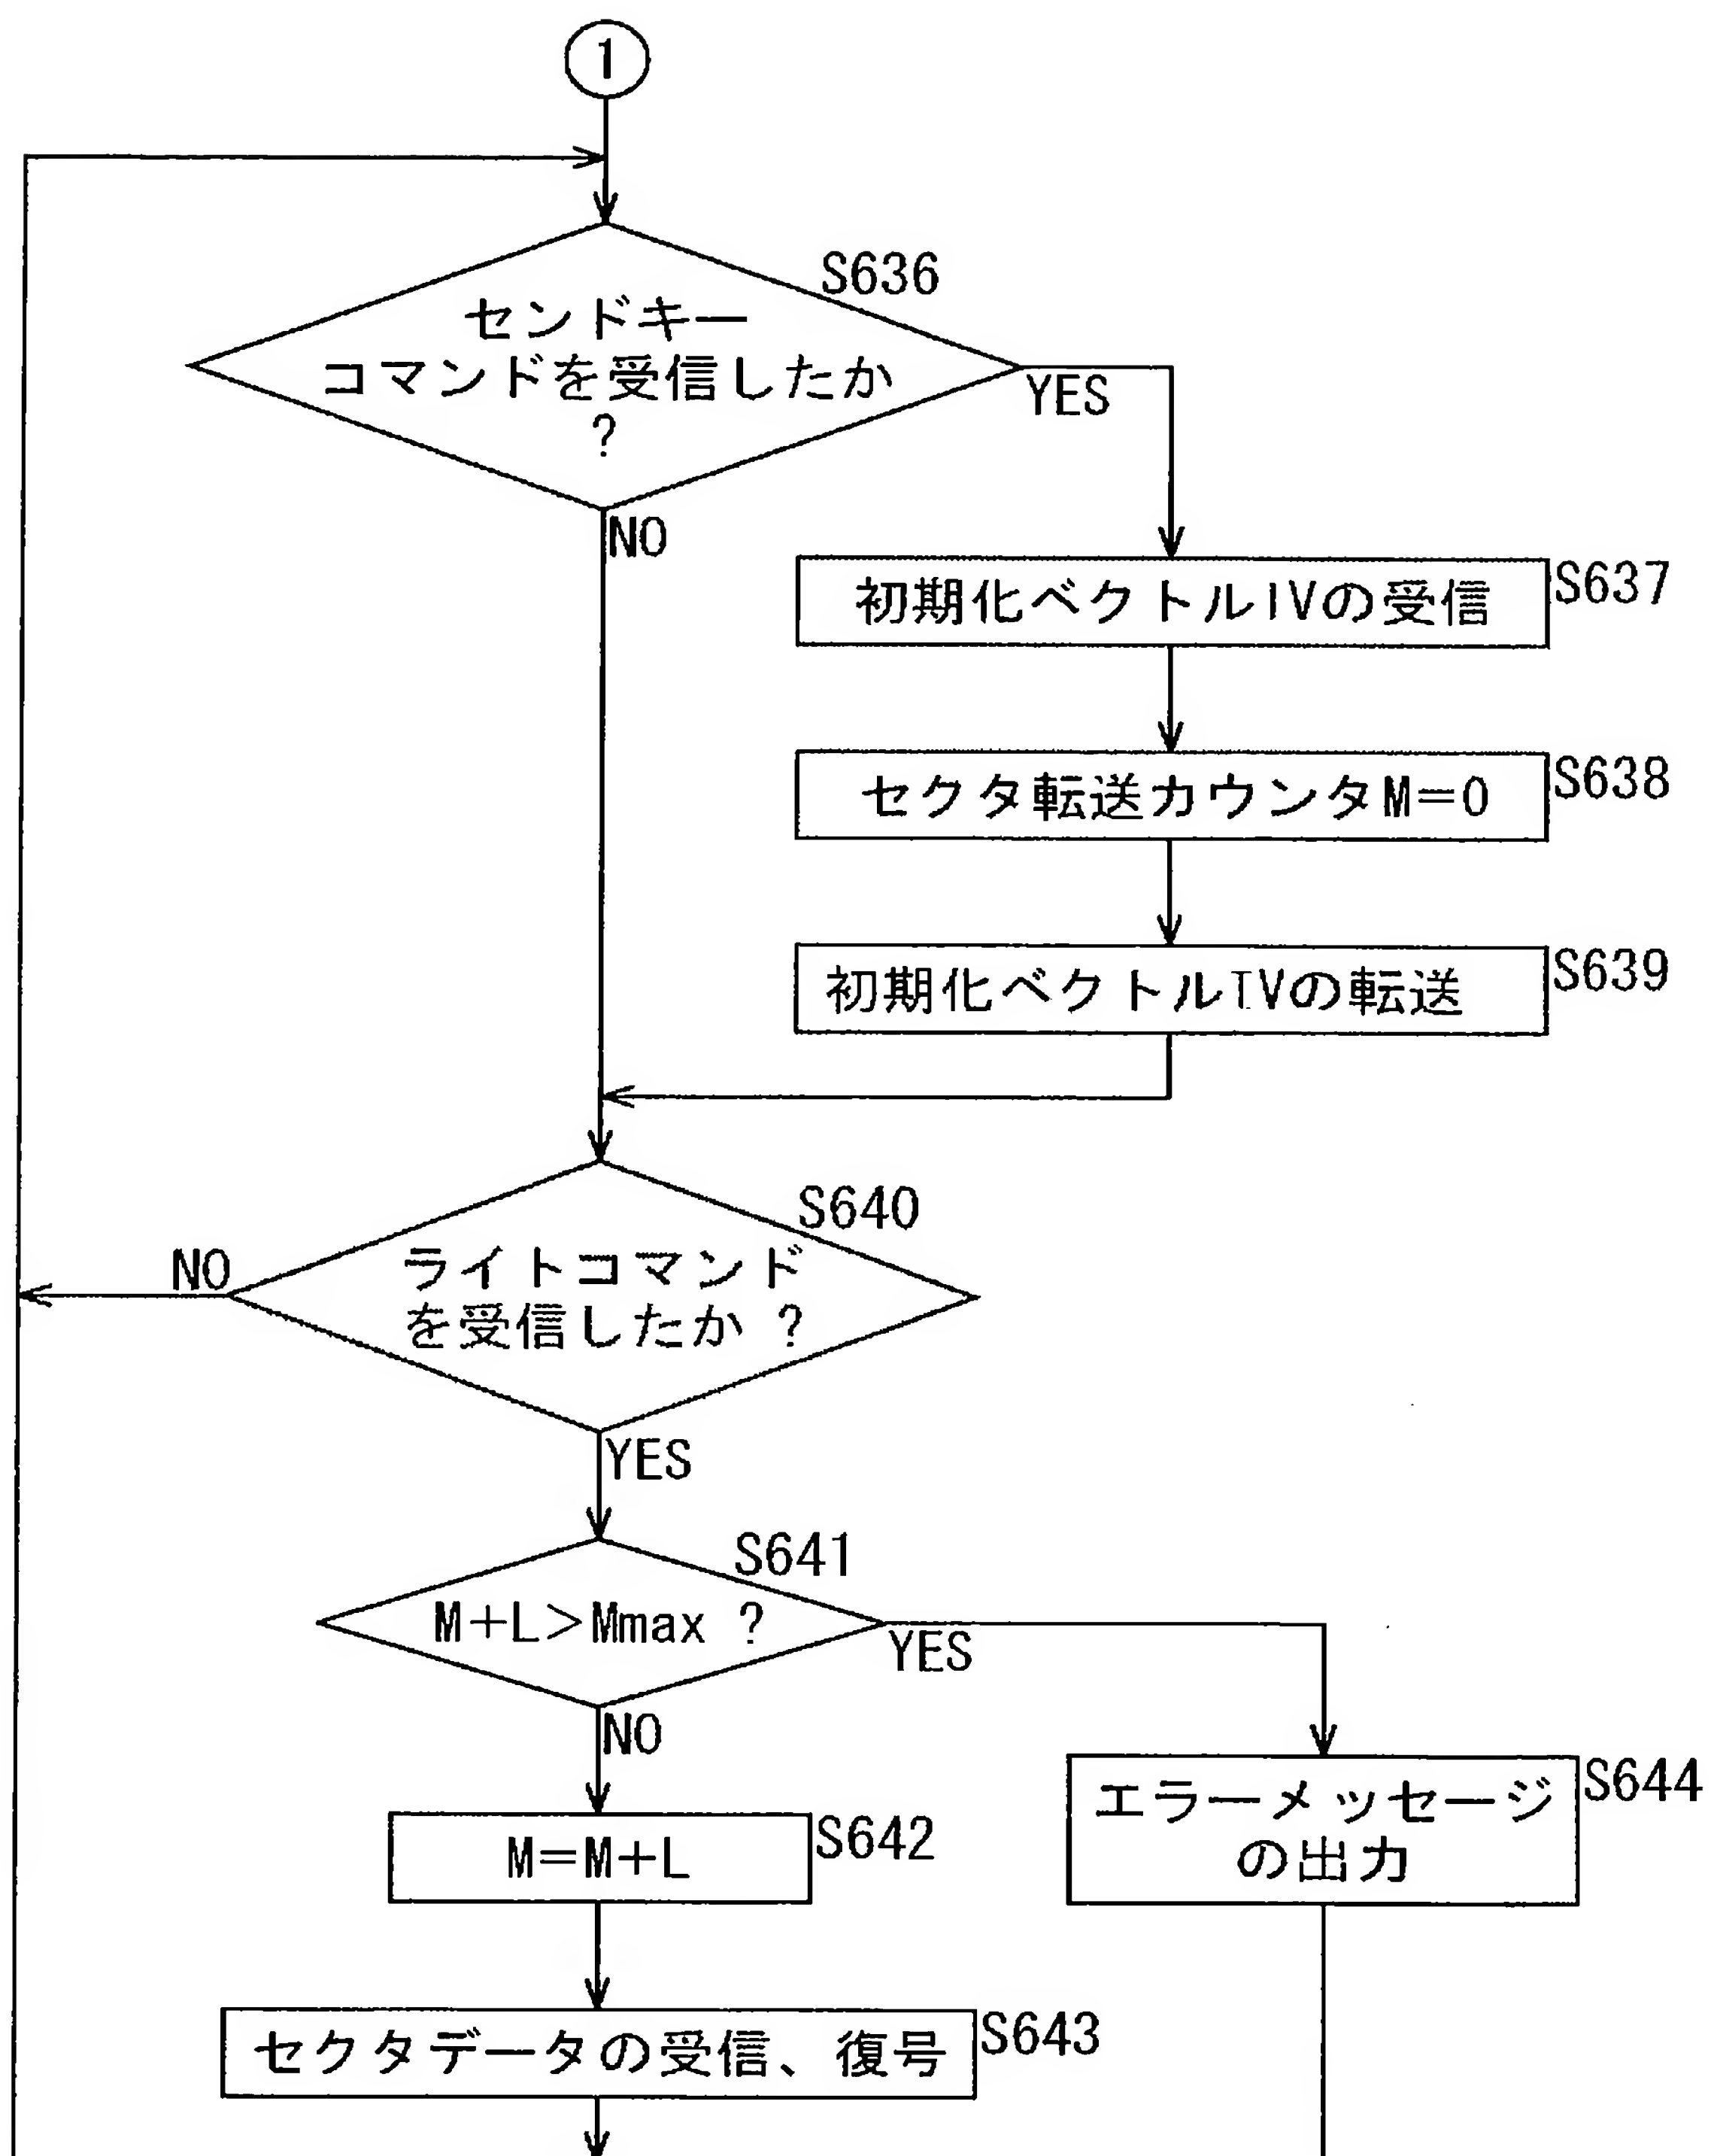 1
S636
センドキー
コマンドを受信したか
?
YES
NO
初期化ベクトルIVの受信
S637
セクタ転送カウンタM=0
S638
初期化ベクトルIVの転送
S639
S640
NO
ライトコマンド
を受信したか ?
YES
S641
M+L>Mmax ?
YES
NO
エラーメッセージ
の出力
S644
M=M+L
S642
セクタデータの受信、復号
S643